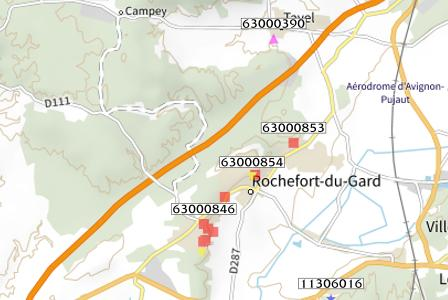 Campey
Tavel
63000390
D111
Aérodrome d'Avignon-
Pujaut
63000853
63000854
Rochefort-du-Gard
63000846
D287
Vill
11306016